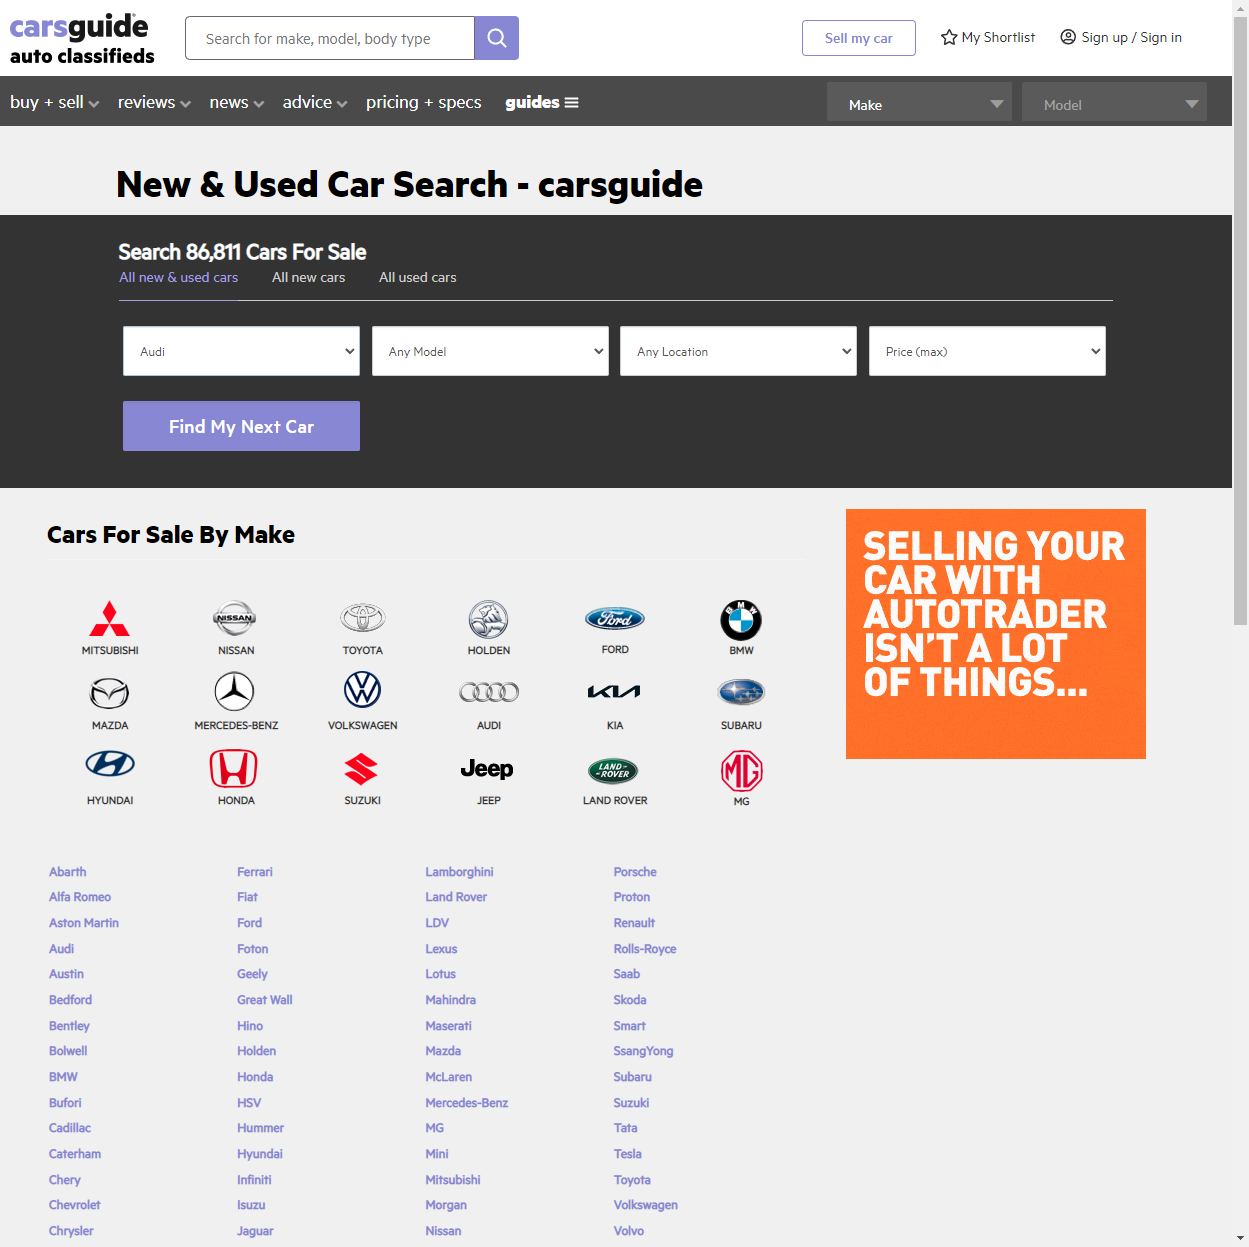 carsguide
auto classifieds
Search for make, model, body type
Sell my car
My Shortlist
Sign up / Sign in
buy + sell
reviews
news
advice
pricing + specs
guides
Make
Model
New & Used Car Search - carsguide
Search 86,811 Cars For Sale
All new & used cars
All new cars
All used cars
Audi
Any Model
Any Location
Price (max)
Find My Next Car
Cars For Sale By Make
SELLING YOUR
CAR WITH
AUTOTRADER
ISN'T A LOT
OF THINGS...
NISSAN
Ford
BMW
MITSUBISHI
NISSAN
TOYOTA
HOLDEN
FORD
BMW
KIA
MAZDA
MERCEDES-BENZ
VOLKSWAGEN
AUDI
KIA
SUBARU
Jeep
LAND-
-ROVER
MG
HYUNDAI
HONDA
SUZUKI
JEEP
LAND ROVER
MG
Abarth
Alfa Romeo
Aston Martin
Audi
Austin
Bedford
Bentley
Bolwell
BMW
Bufori
Cadillac
Caterham
Chery
Chevrolet
Chrysler
Ferrari
Fiat
Ford
Foton
Geely
Great Wall
Hino
Holden
Honda
HSV
Hummer
Hyundai
Infiniti
Isuzu
Jaguar
Lamborghini
Land Rover
LDV
Lexus
Lotus
Mahindra
Maserati
Mazda
McLaren
Mercedes-Benz
MG
Mini
Mitsubishi
Morgan
Nissan
Porsche
Proton
Renault
Rolls-Royce
Saab
Skoda
Smart
SsangYong
Subaru
Suzuki
Tata
Tesla
Toyota
Volkswagen
Volvo